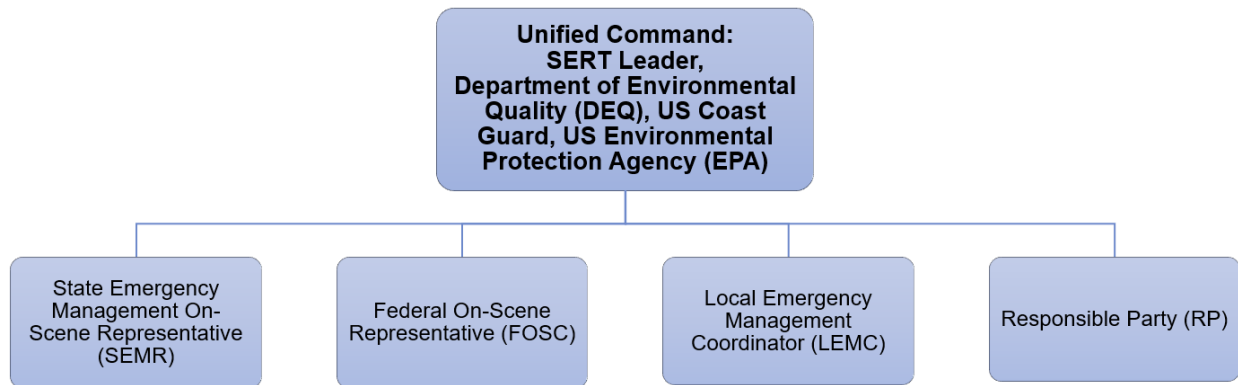 Unified Command:
SERT Leader,
Department of Environmental
Quality (DEQ), US Coast
Guard, US Environmental
Protection Agency (EPA)
State Emergency
Management On-
Scene Representative
(SEMR)
Federal On-Scene
Representative (FOSC)
Local Emergency
Management
Coordinator (LEMC)
Responsible Party (RP)